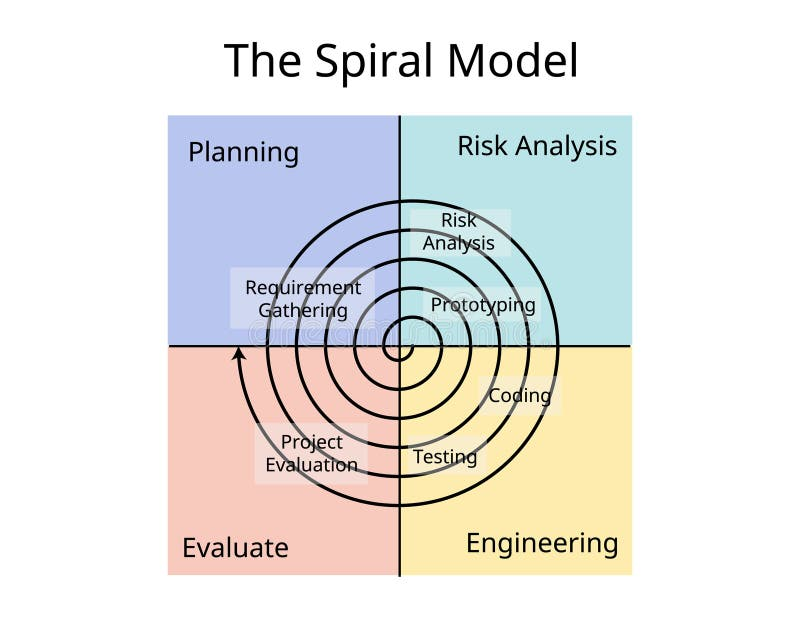 The Spiral Model
Planning
Risk Analysis
Risk
Analysis
Requirement
Gathering
Prototyping
Coding
Project
Evaluation
Testing
Evaluate
Engineering